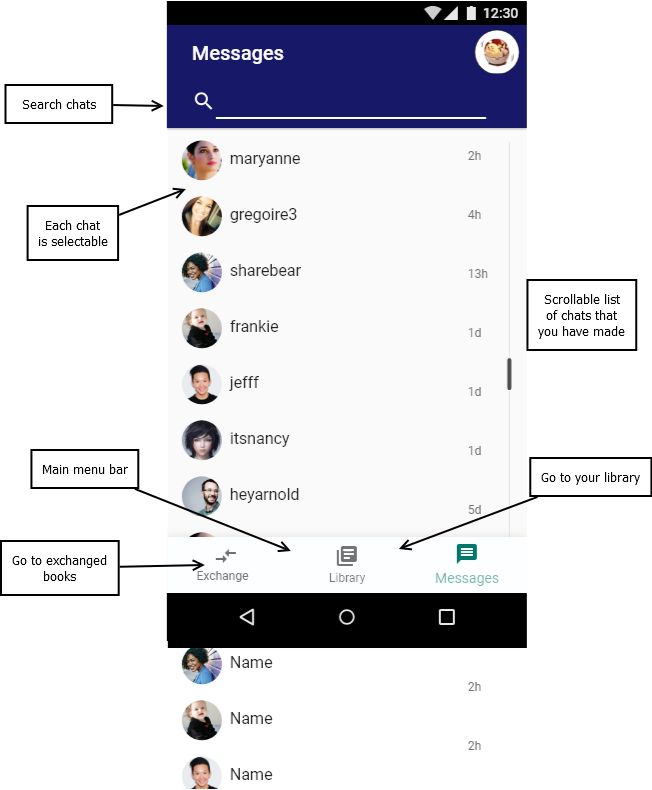 12:30
Messages
Search chats
maryanne 2h
Each chat
is selectable
gregoire3 4h
sharebear 13h
Scrollable list
of chats that
you have made
frankie 1d
jefff 1d
itsnancy 1d
Main menu bar
heyarnold 5d
Go to your library
Go to exchanged
books
Exchange Library Messages
Name 2h
Name 2h
Name